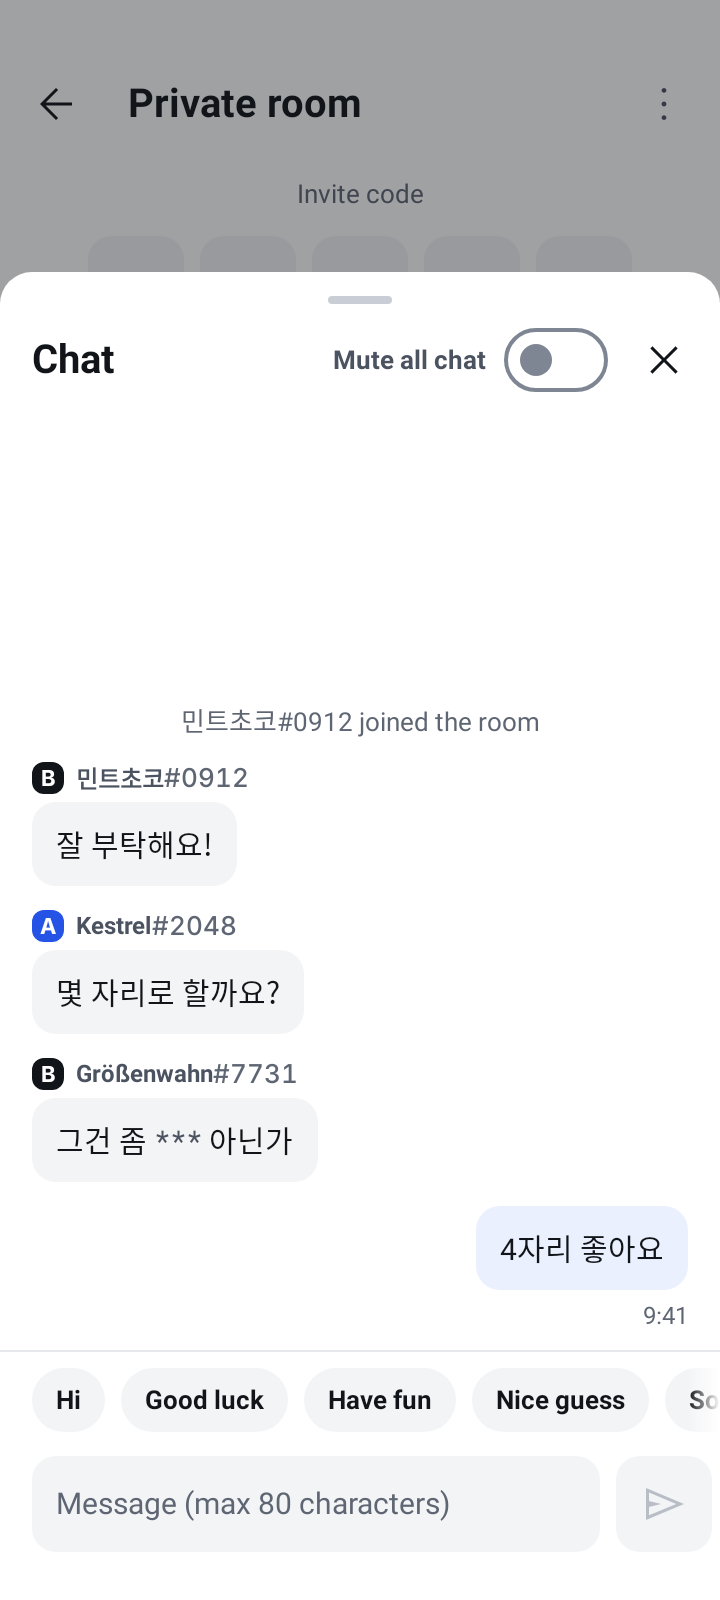 Private room
Invite code
Chat
Mute all chat
민트초코#0912 joined the room
B 민트초코#0912
잘 부탁해요!
A Kestrel#2048
몇 자리로 할까요?
B Größenwahn#7731
그건 좀 *** 아닌가
4자리 좋아요
9:41
Hi Good luck Have fun Nice guess
Message (max 80 characters)